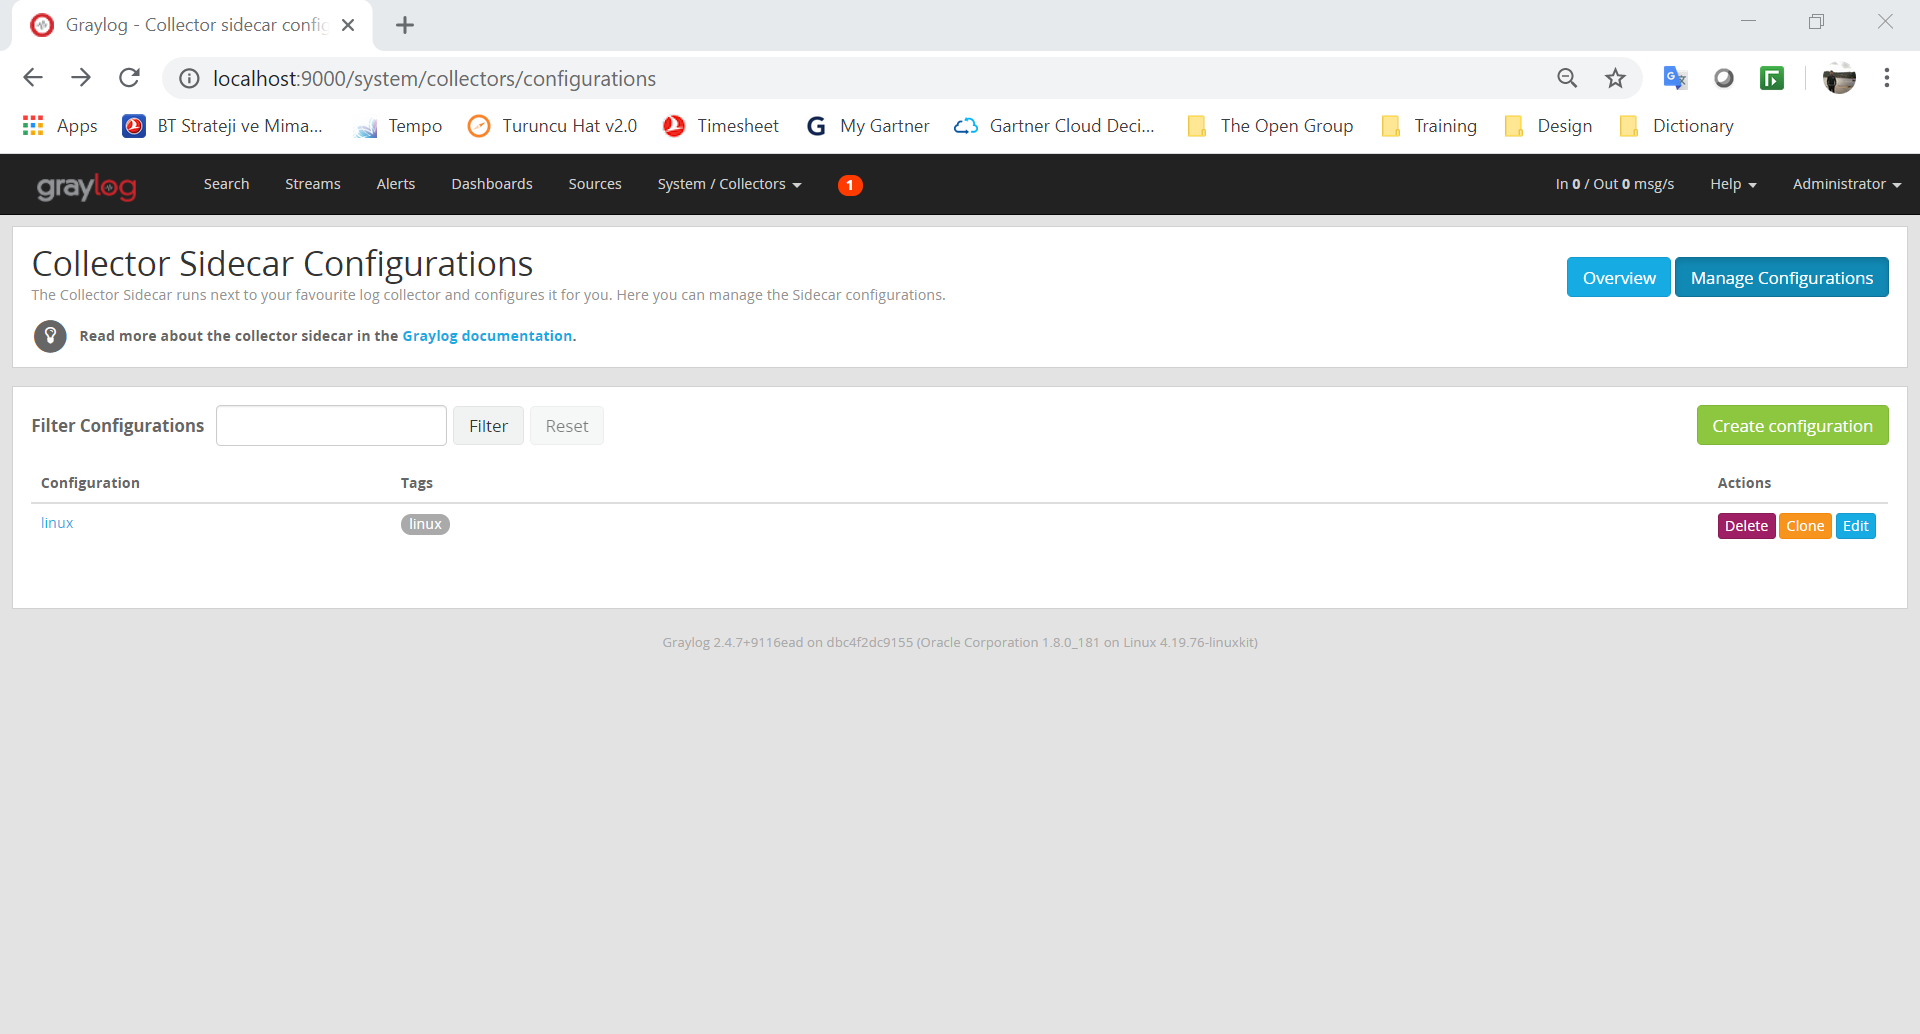 Graylog - Collector sidecar config
localhost:9000/system/collectors/configurations
Apps BT Strateji ve Mima... Tempo Turuncu Hat v2.0 Timesheet My Gartner Gartner Cloud Deci... The Open Group Training Design Dictionary
graylog Search Streams Alerts Dashboards Sources System / Collectors 1 In 0 / Out 0 msg/s Help Administrator
Collector Sidecar Configurations
Overview Manage Configurations
The Collector Sidecar runs next to your favourite log collector and configures it for you. Here you can manage the Sidecar configurations.
Read more about the collector sidecar in the Graylog documentation.
Filter Configurations Filter Reset Create configuration
Configuration Tags Actions
linux linux Delete Clone Edit
Graylog 2.4.7+9116ead on dbc4f2dc9155 (Oracle Corporation 1.8.0_181 on Linux 4.19.76-linuxkit)